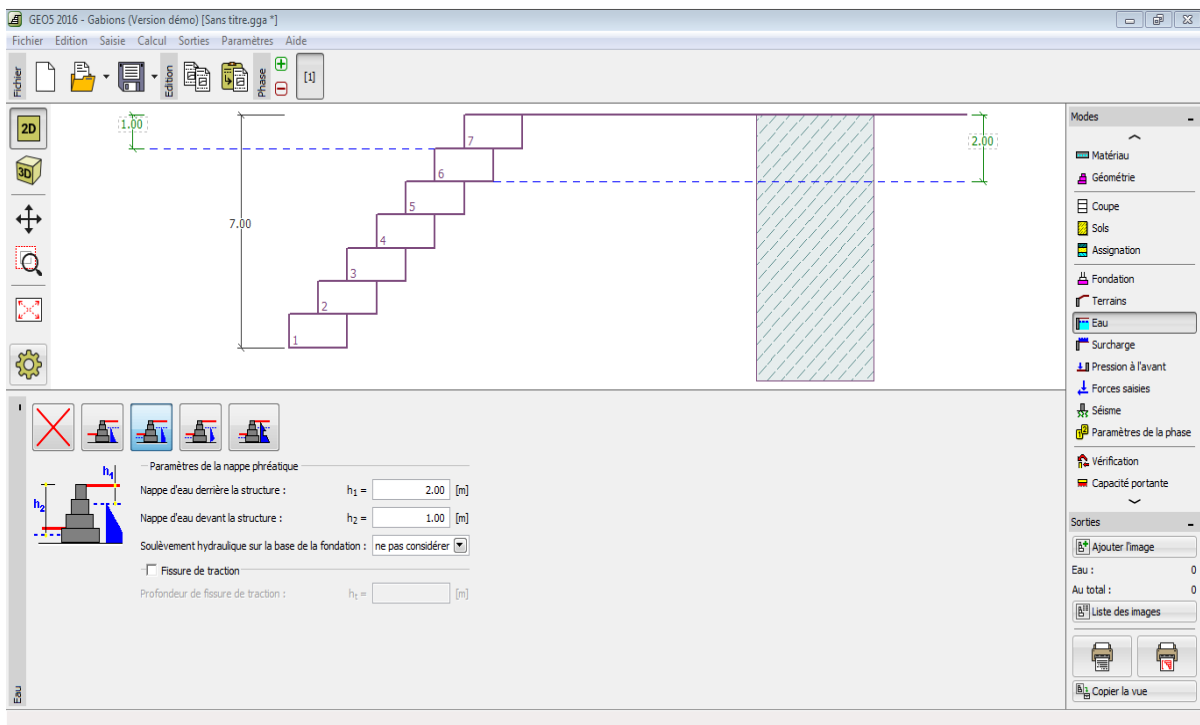 GEO5 2016 - Gabions (Version démo) [Sans titre.gga *]
Fichier Edition Saisie Calcul Sorties Paramètres Aide
Fichier
Edition
Phase
[1]
2D
3D
1.00
7.00
2.00
7
6
5
4
3
2
1
Modes
Matériau
Géométrie
Coupe
Sols
Assignation
Fondation
Terrains
Eau
Surcharge
Pression à l'avant
Forces saisies
Séisme
Paramètres de la phase
Vérification
Capacité portante
Sorties
Ajouter l'image
Eau : 0
Au total : 0
Liste des images
Copier la vue
h1
h2
Paramètres de la nappe phréatique
Nappe d'eau derrière la structure : h1 = 2.00 [m]
Nappe d'eau devant la structure : h2 = 1.00 [m]
Soulèvement hydraulique sur la base de la fondation : ne pas considérer
Fissure de traction
Profondeur de fissure de traction : ht = [m]
Eau